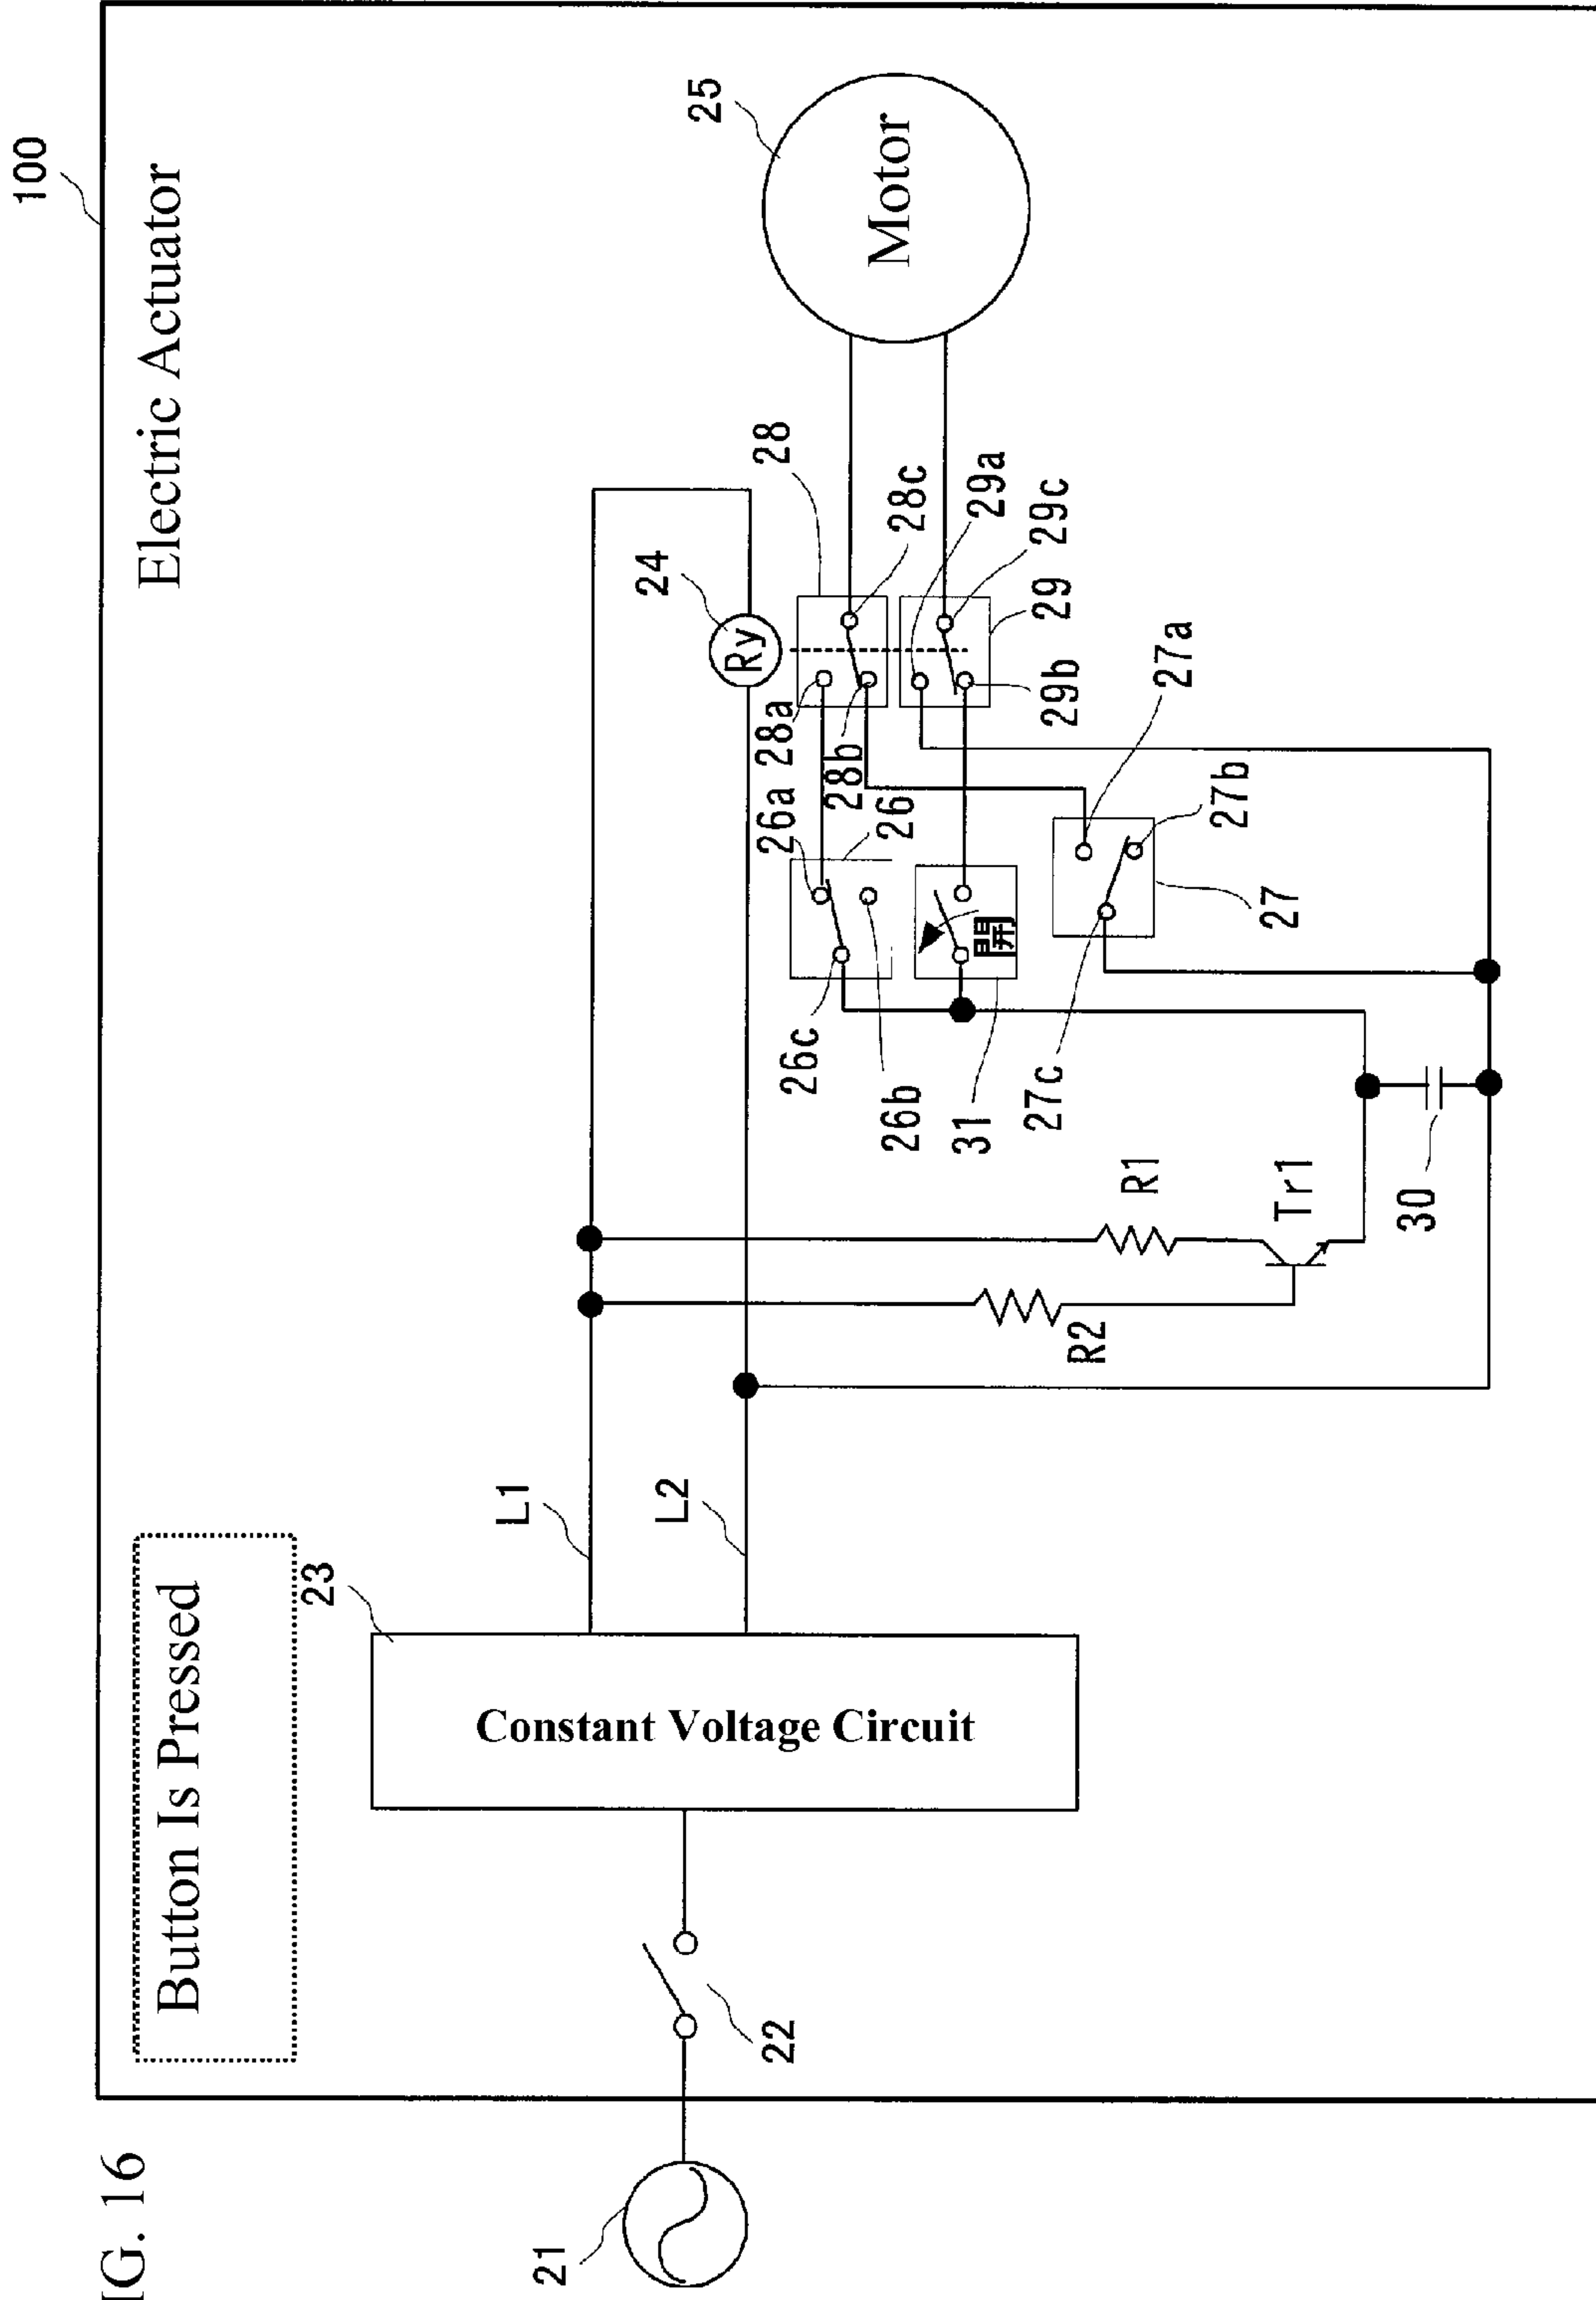 IG. 16
100
Electric Actuator
Button Is Pressed
21
22
23
Constant Voltage Circuit
L1
L2
24
Ry
25
Motor
28
28a
28b
28c
29a
29c
29
29b
26a
26
26c
26b
31
開
27a
27b
27
27c
R1
R2
Tr1
30